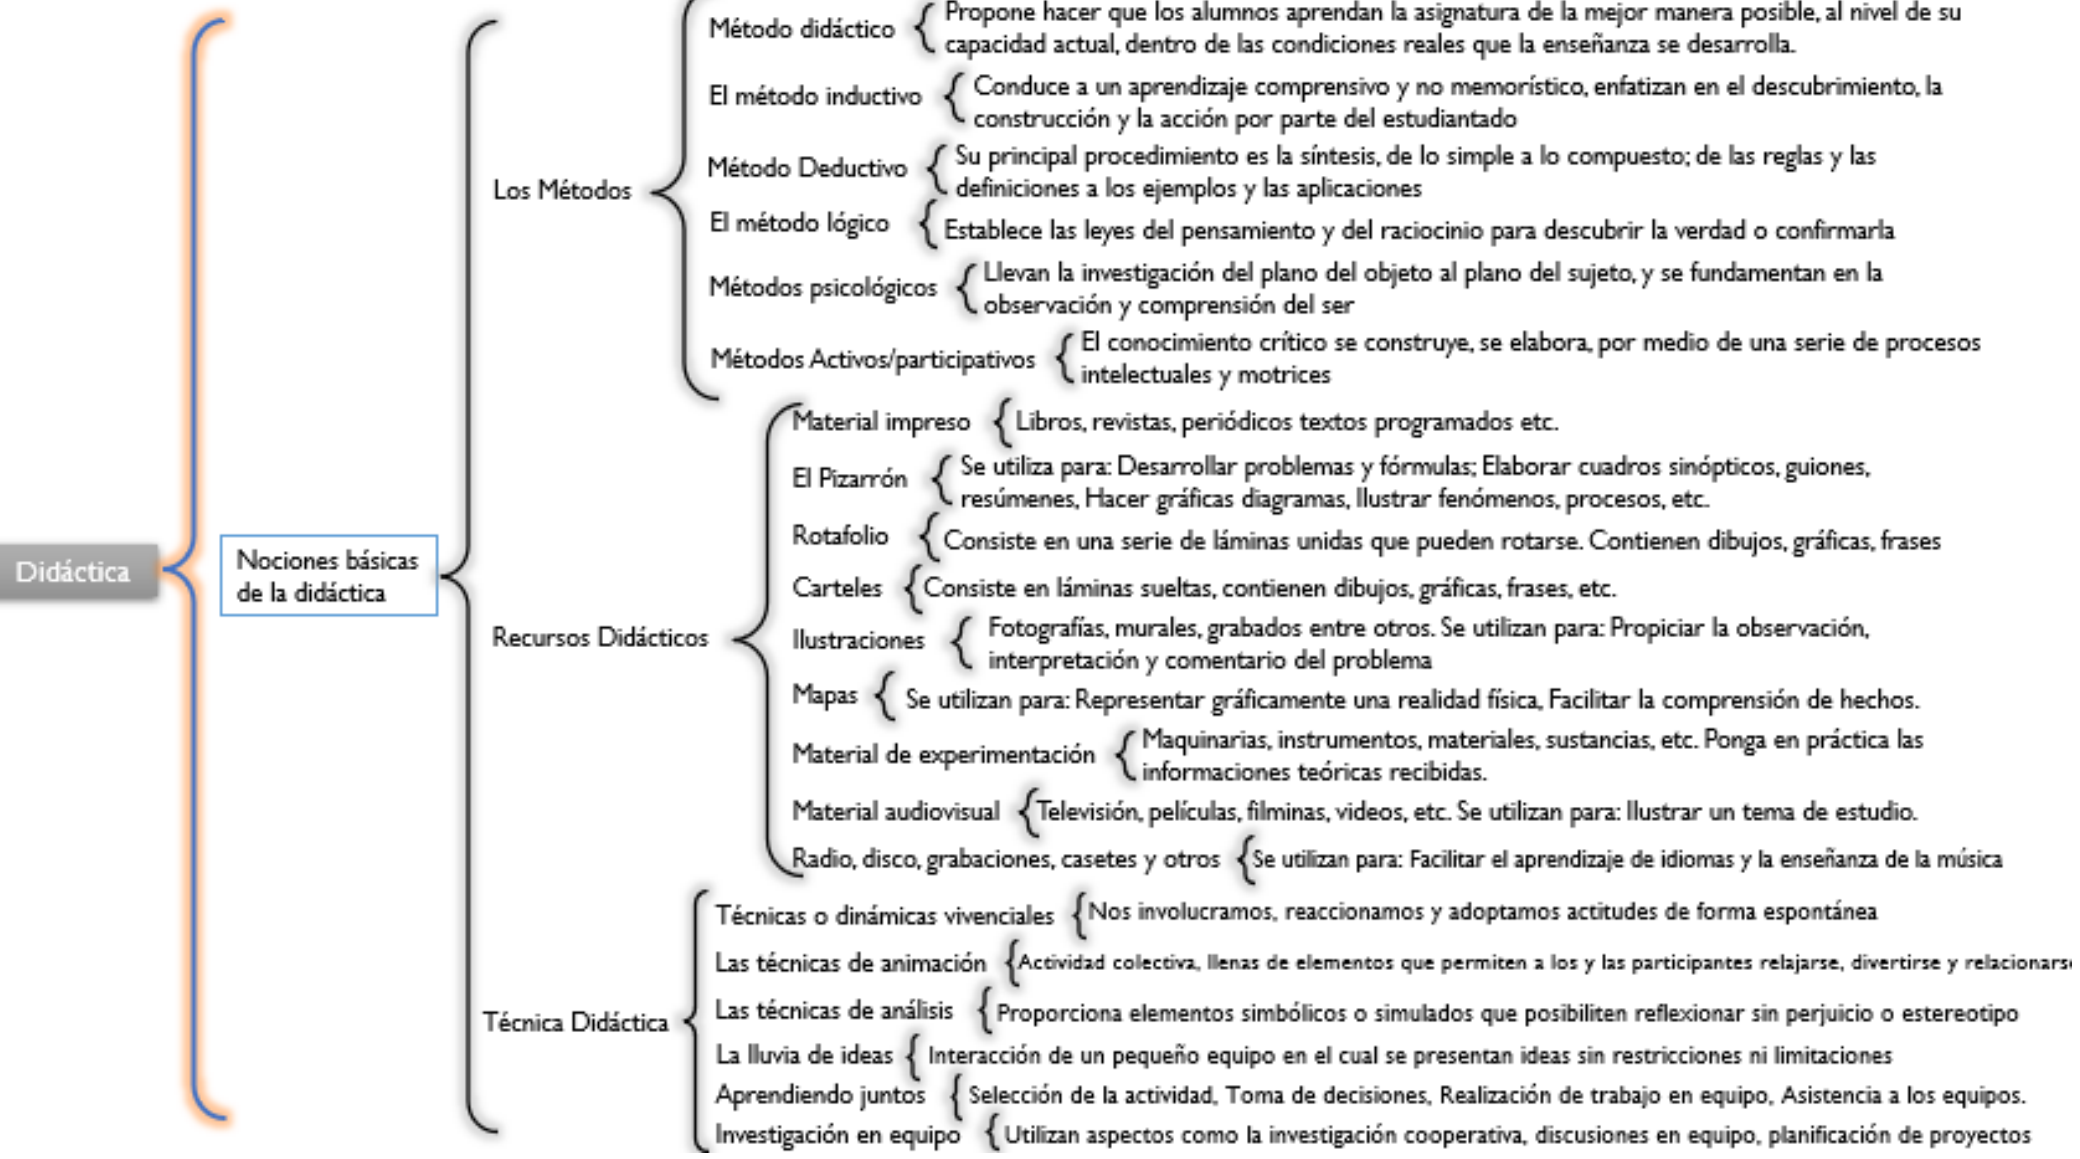 Didáctica
Nociones básicas
de la didáctica
Los Métodos
Método didáctico
Propone hacer que los alumnos aprendan la asignatura de la mejor manera posible, al nivel de su
capacidad actual, dentro de las condiciones reales que la enseñanza se desarrolla.
El método inductivo
Conduce a un aprendizaje comprensivo y no memorístico, enfatizan en el descubrimiento, la
construcción y la acción por parte del estudiantado
Método Deductivo
Su principal procedimiento es la síntesis, de lo simple a lo compuesto; de las reglas y las
definiciones a los ejemplos y las aplicaciones
El método lógico
Establece las leyes del pensamiento y del raciocinio para descubrir la verdad o confirmarla
Métodos psicológicos
Llevan la investigación del plano del objeto al plano del sujeto, y se fundamentan en la
observación y comprensión del ser
Métodos Activos/participativos
El conocimiento crítico se construye, se elabora, por medio de una serie de procesos
intelectuales y motrices
Recursos Didácticos
Material impreso
Libros, revistas, periódicos textos programados etc.
El Pizarrón
Se utiliza para: Desarrollar problemas y fórmulas; Elaborar cuadros sinópticos, guiones,
resúmenes, Hacer gráficas diagramas, Ilustrar fenómenos, procesos, etc.
Rotafolio
Consiste en una serie de láminas unidas que pueden rotarse. Contienen dibujos, gráficas, frases
Carteles
Consiste en láminas sueltas, contienen dibujos, gráficas, frases, etc.
Ilustraciones
Fotografías, murales, grabados entre otros. Se utilizan para: Propiciar la observación,
interpretación y comentario del problema
Mapas
Se utilizan para: Representar gráficamente una realidad física, Facilitar la comprensión de hechos.
Material de experimentación
Maquinarias, instrumentos, materiales, sustancias, etc. Ponga en práctica las
informaciones teóricas recibidas.
Material audiovisual
Televisión, películas, filminas, videos, etc. Se utilizan para: Ilustrar un tema de estudio.
Radio, disco, grabaciones, casetes y otros
Se utilizan para: Facilitar el aprendizaje de idiomas y la enseñanza de la música
Técnica Didáctica
Técnicas o dinámicas vivenciales
Nos involucramos, reaccionamos y adoptamos actitudes de forma espontánea
Las técnicas de animación
Actividad colectiva, llenas de elementos que permiten a los y las participantes relajarse, divertirse y
Las técnicas de análisis
Proporciona elementos simbólicos o simulados que posibiliten reflexionar sin perjuicio o estereotipo
La lluvia de ideas
Interacción de un pequeño equipo en el cual se presentan ideas sin restricciones ni limitaciones
Aprendiendo juntos
Selección de la actividad, Toma de decisiones, Realización de trabajo en equipo, Asistencia a los equipos.
Investigación en equipo
Utilizan aspectos como la investigación cooperativa, discusiones en equipo, planificación de proyectos